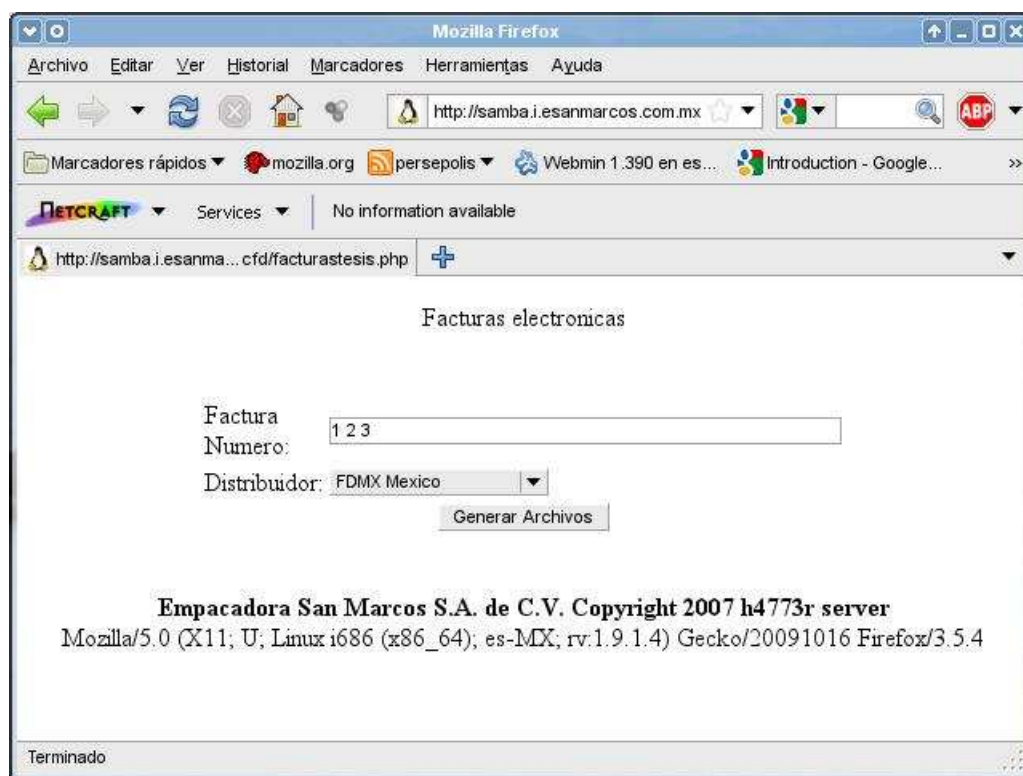 Mozilla Firefox
Archivo Editar Ver Historial Marcadores Herramientas Ayuda
http://samba.i.esanmarcos.com.mx ABP
Marcadores rápidos mozilla.org persepolis Webmin 1.390 en es... Introduction - Google... »
NETCRAFT Services No information available
http://samba.i.esanma... cfd/facturastesis.php
Facturas electronicas
Factura
Numero: 1 2 3
Distribuidor: FDMX Mexico
Generar Archivos
Empacadora San Marcos S.A. de C.V. Copyright 2007 h4773r server
Mozilla/5.0 (X11; U; Linux i686 (x86_64); es-MX; rv:1.9.1.4) Gecko/20091016 Firefox/3.5.4
Terminado